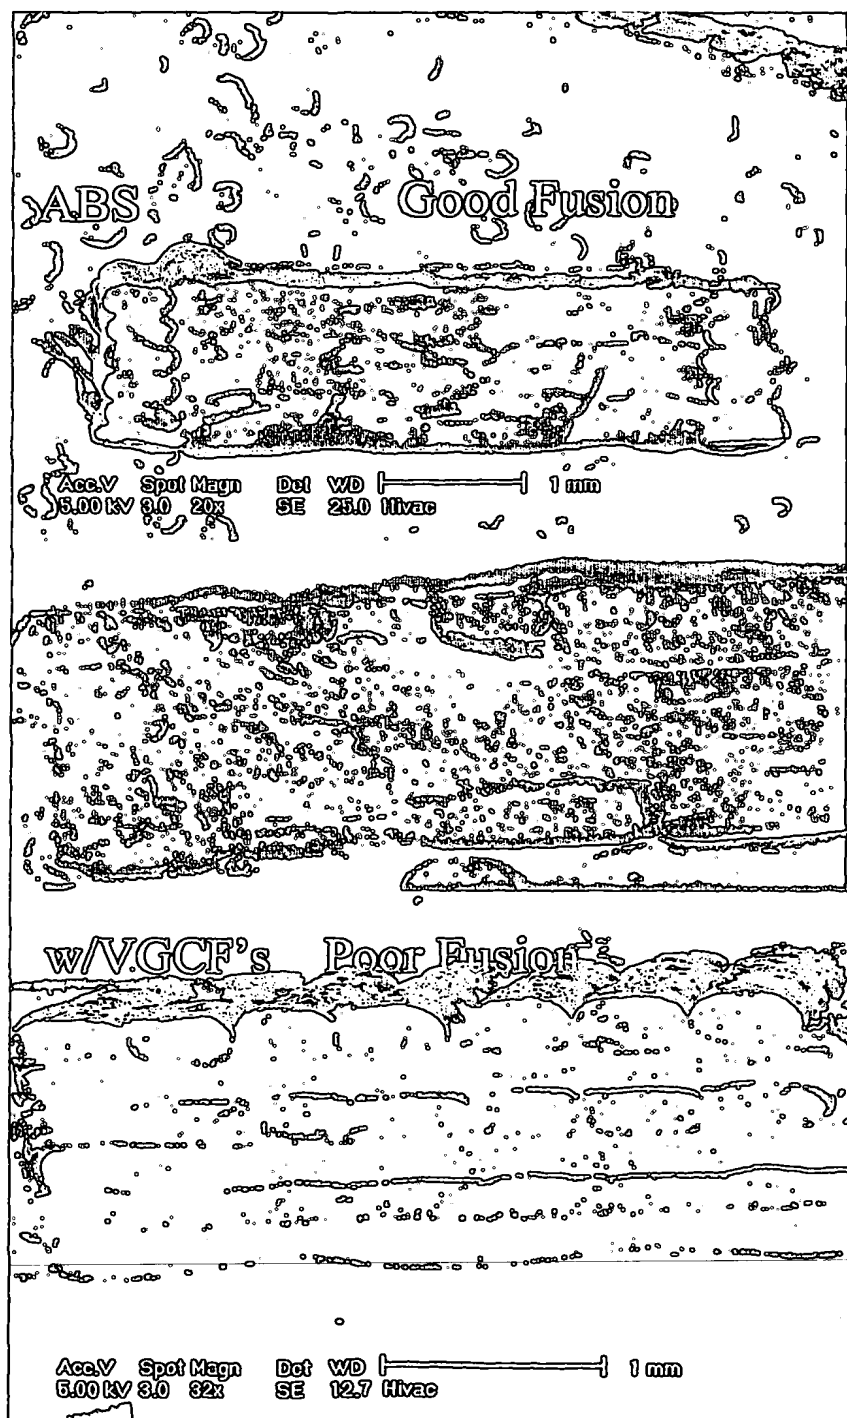 ABS Good Fusion
Acc.V Spot Magn Det WD 1 mm
5.00 kV 3.0 20x SE 25.0 Hivac
w/VGCF's Poor Fusion
Acc.V Spot Magn Det WD 1 mm
5.00 kV 3.0 32x SE 12.7 Hivac